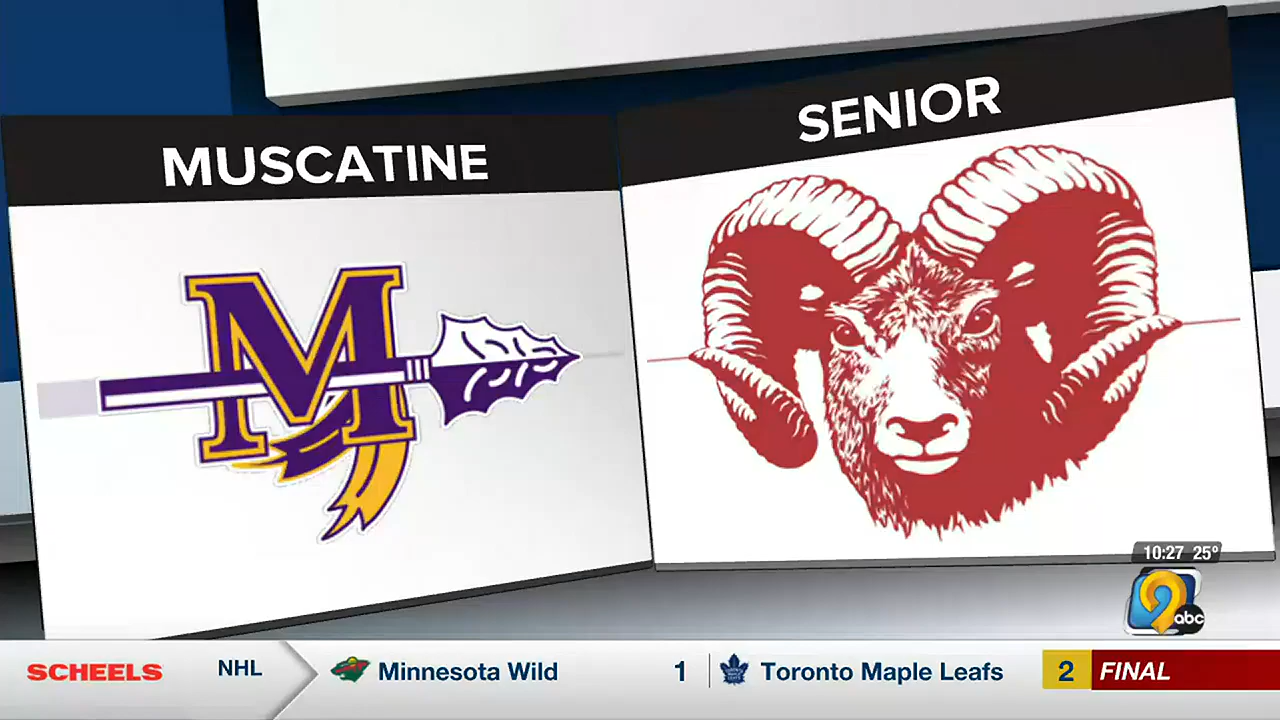 MUSCATINE
SENIOR
M
10:27 25°
9 abc
SCHEELS NHL Minnesota Wild 1 Toronto Maple Leafs 2 FINAL